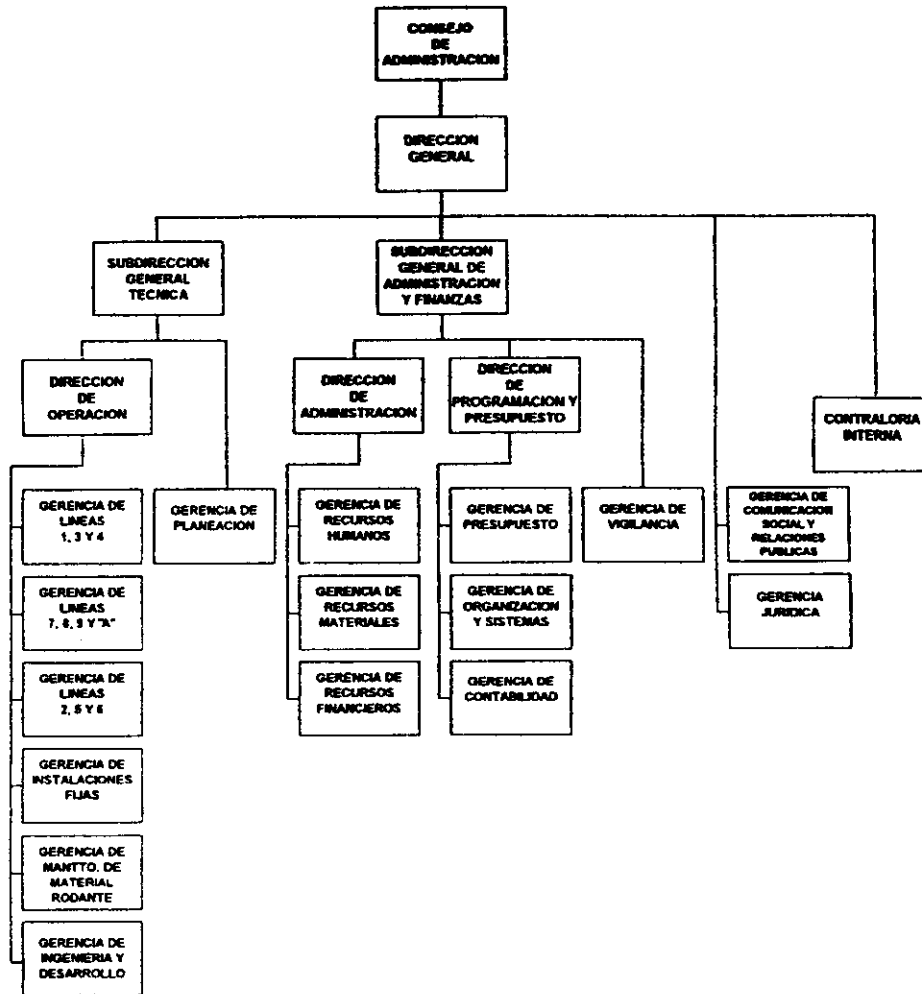 CONSEJO
DE
ADMINISTRACION
DIRECCION
GENERAL
SUBDIRECCION
GENERAL
TECNICA
SUBDIRECCION
GENERAL DE
ADMINISTRACION
Y FINANZAS
DIRECCION
DE
OPERACION
DIRECCION
DE
ADMINISTRACION
DIRECCION
DE
PROGRAMACION Y
PRESUPUESTO
CONTRALORIA
INTERNA
GERENCIA DE
LINEAS
1, 3 Y 4
GERENCIA DE
PLANEACION
GERENCIA DE
RECURSOS
HUMANOS
GERENCIA DE
PRESUPUESTO
GERENCIA DE
VIGILANCIA
GERENCIA DE
COMUNICACION
SOCIAL Y
RELACIONES
PUBLICAS
GERENCIA DE
LINEAS
7, 8, 9 Y "A"
GERENCIA DE
RECURSOS
MATERIALES
GERENCIA DE
ORGANIZACION
Y SISTEMAS
GERENCIA
JURIDICA
GERENCIA DE
LINEAS
2, 5 Y 6
GERENCIA DE
RECURSOS
FINANCIEROS
GERENCIA DE
CONTABILIDAD
GERENCIA DE
INSTALACIONES
FIJAS
GERENCIA DE
MANTTO. DE
MATERIAL
RODANTE
GERENCIA DE
INGENIERIA Y
DESARROLLO